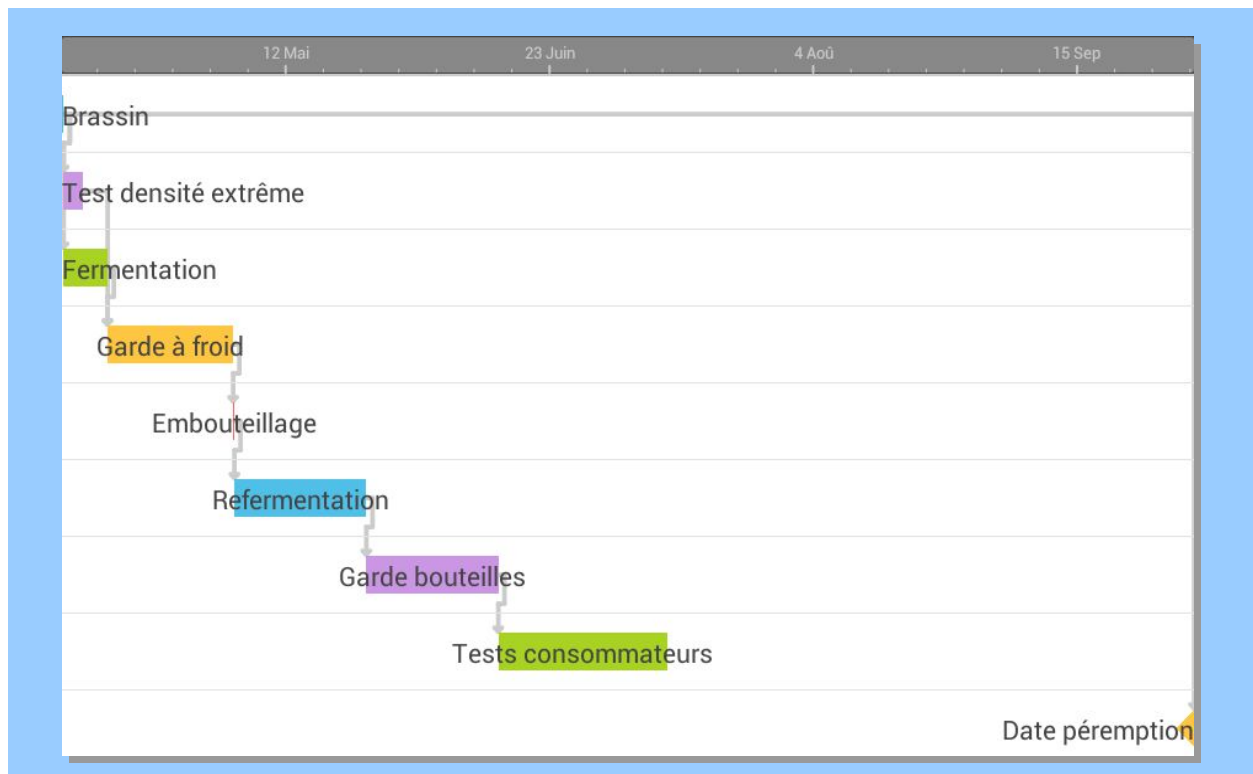 12 Mai 23 Juin 4 Aoû 15 Sep
Brassin
Test densité extrême
Fermentation
Garde à froid
Embouteillage
Refermentation
Garde bouteilles
Tests consommateurs
Date péremption